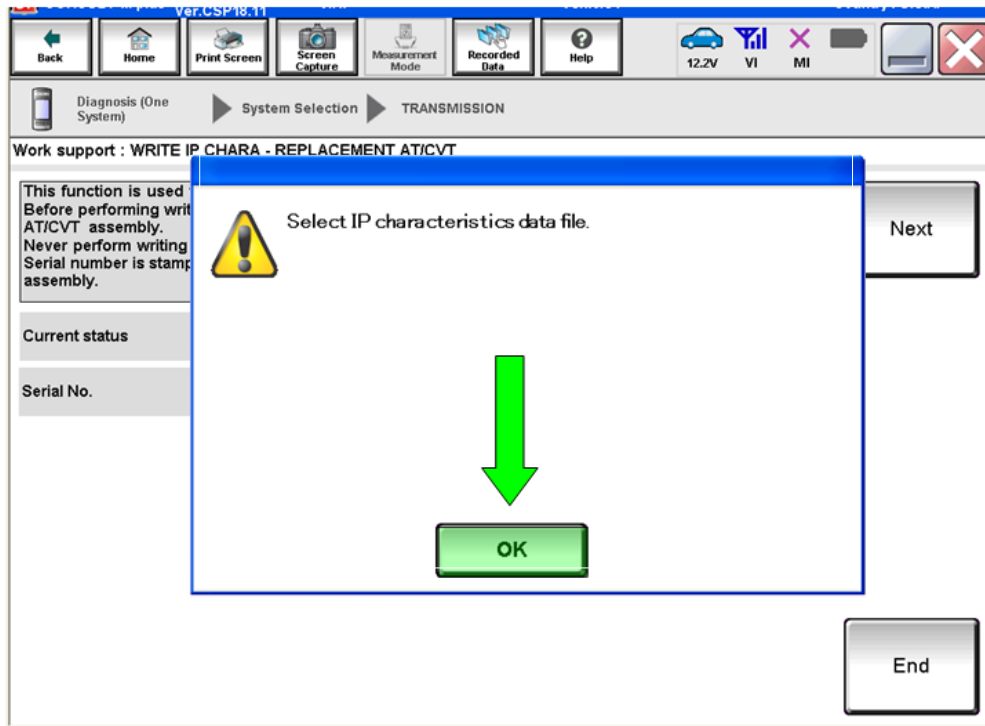 Ver.CSP18.11
Back
Home
Print Screen
Screen
Capture
Measurement
Mode
Recorded
Data
Help
12.2V
VI
MI
Diagnosis (One
System)
System Selection
TRANSMISSION
Work support : WRITE IP CHARA - REPLACEMENT AT/CVT
This function is used
Before performing writ
AT/CVT assembly.
Never perform writing
Serial number is stamp
assembly.
Select IP characteristics data file.
Next
Current status
Serial No.
OK
End